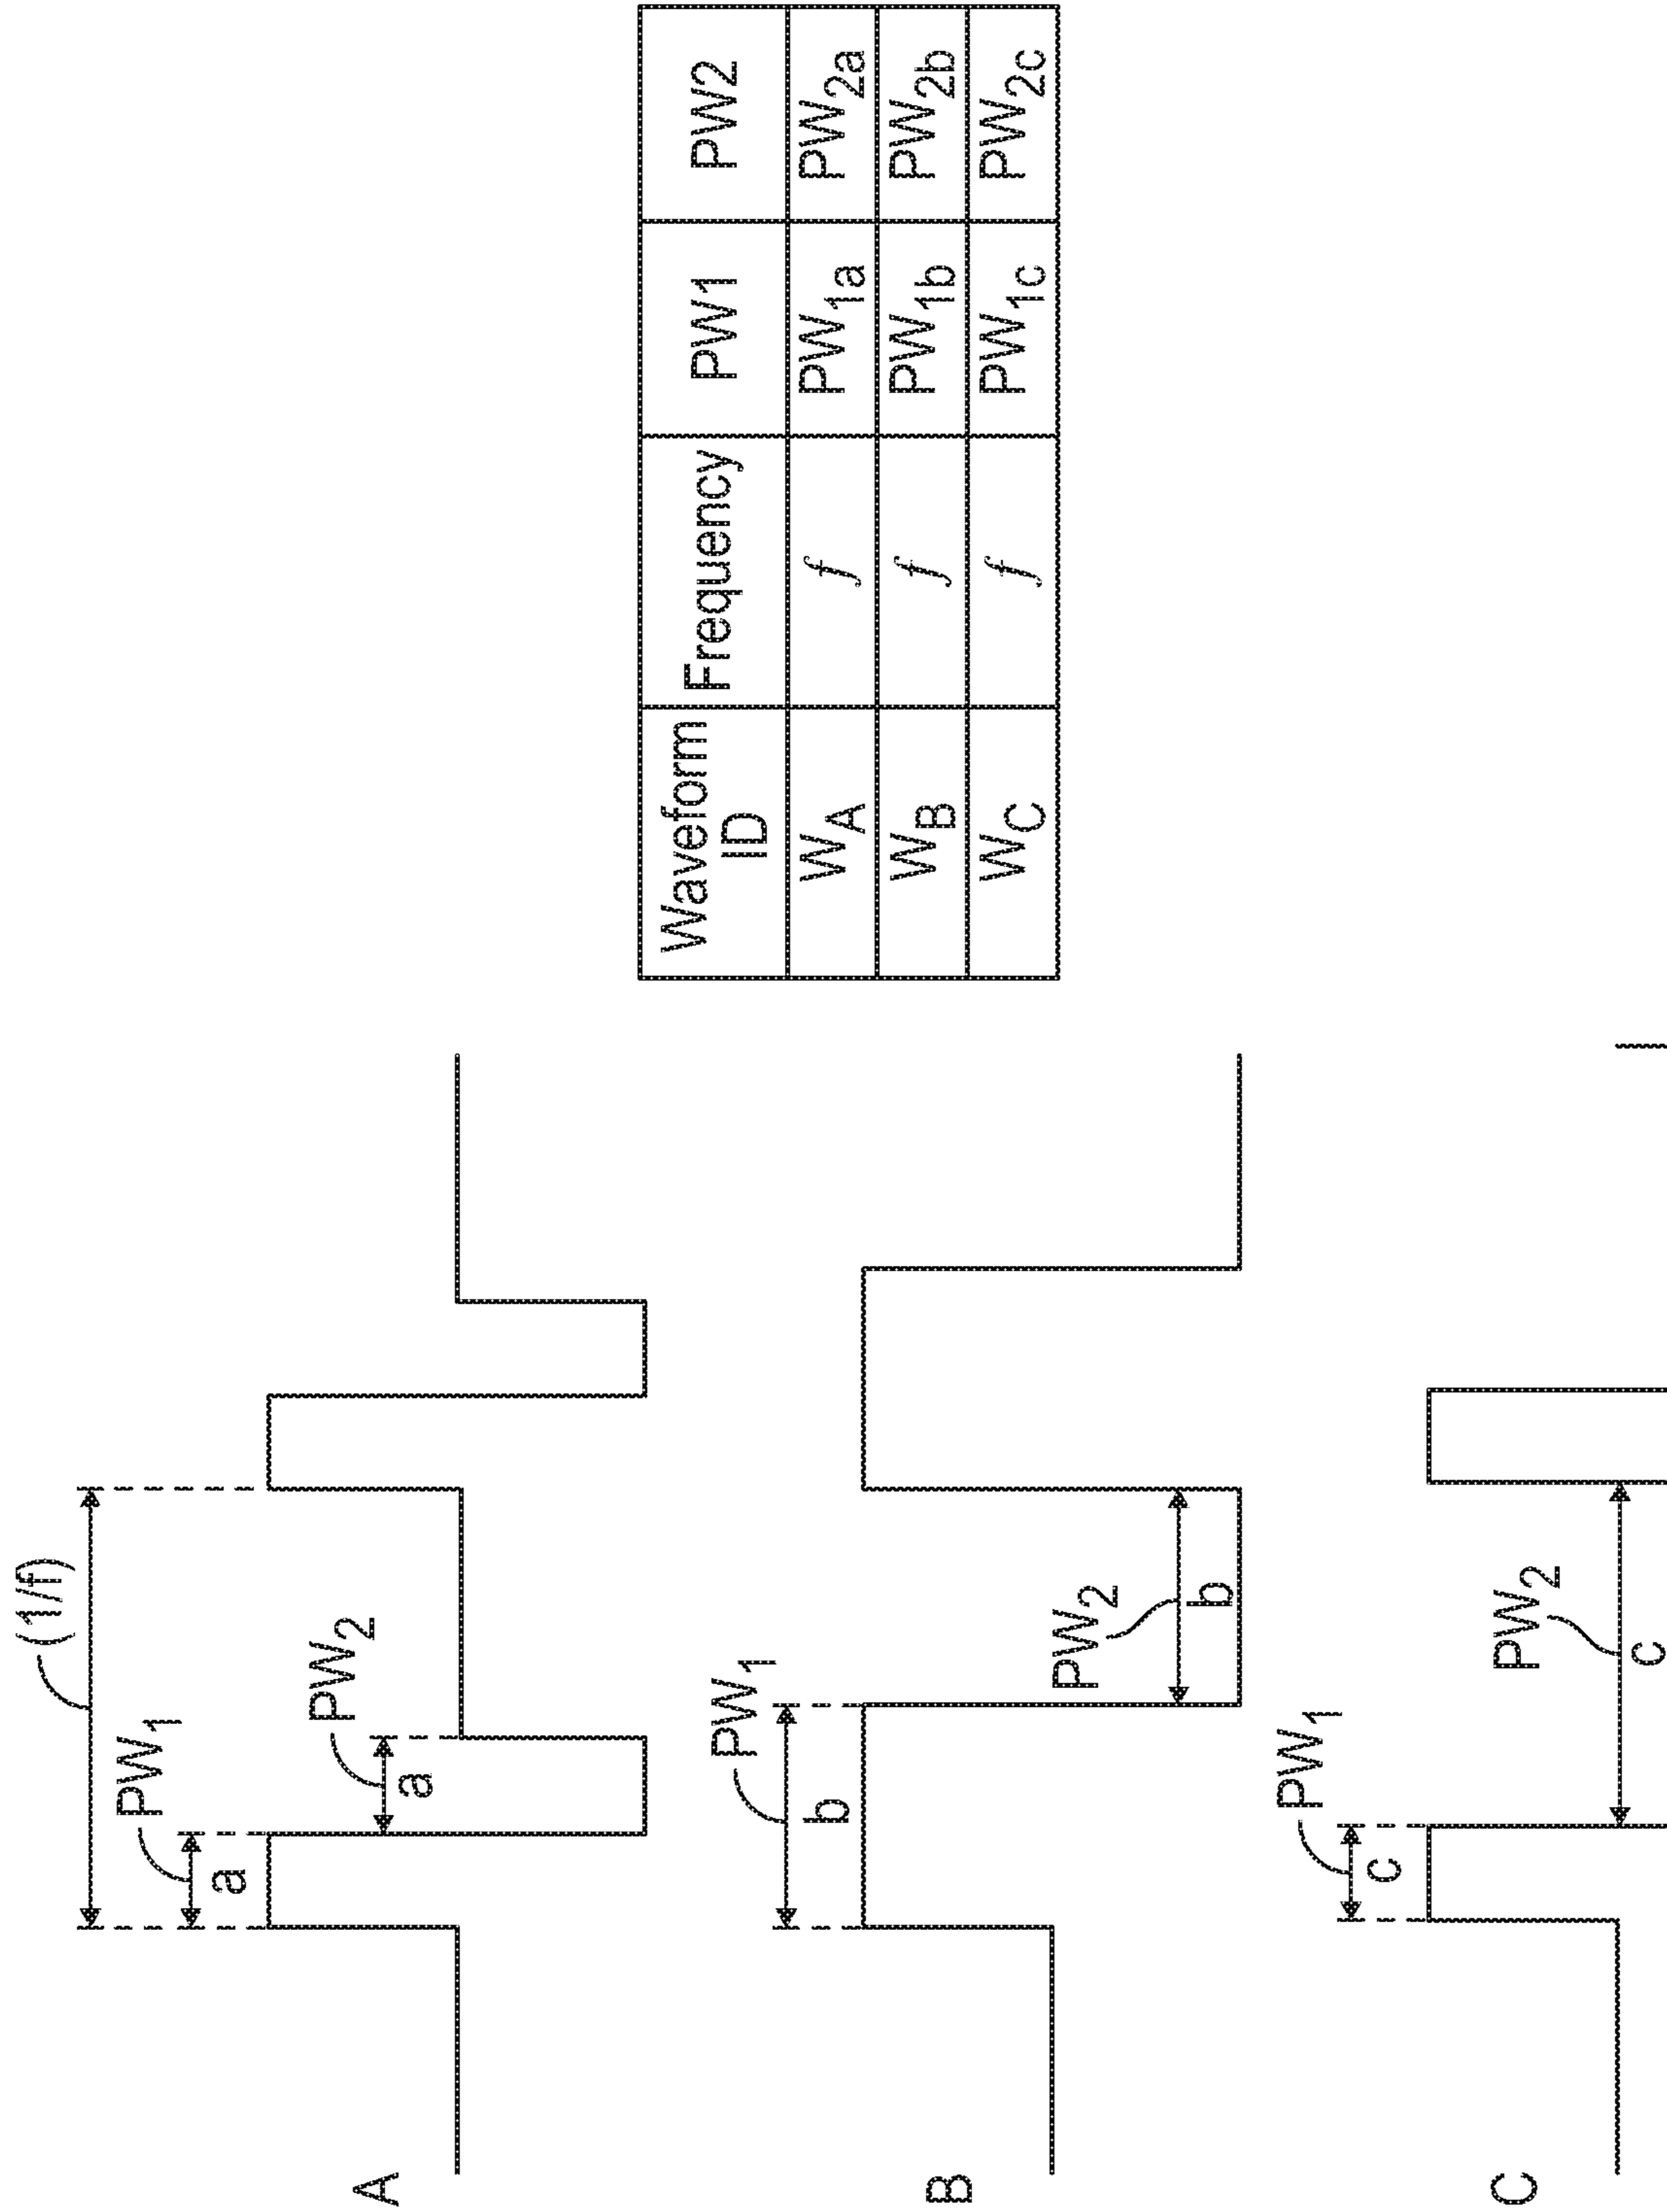 A
(1/f)
PW1
a
PW2
a
B
PW1
b
PW2
b
C
PW1
c
PW2
c
Waveform ID Frequency PW1 PW2
WA f PW1a PW2a
WB f PW1b PW2b
WC f PW1c PW2c